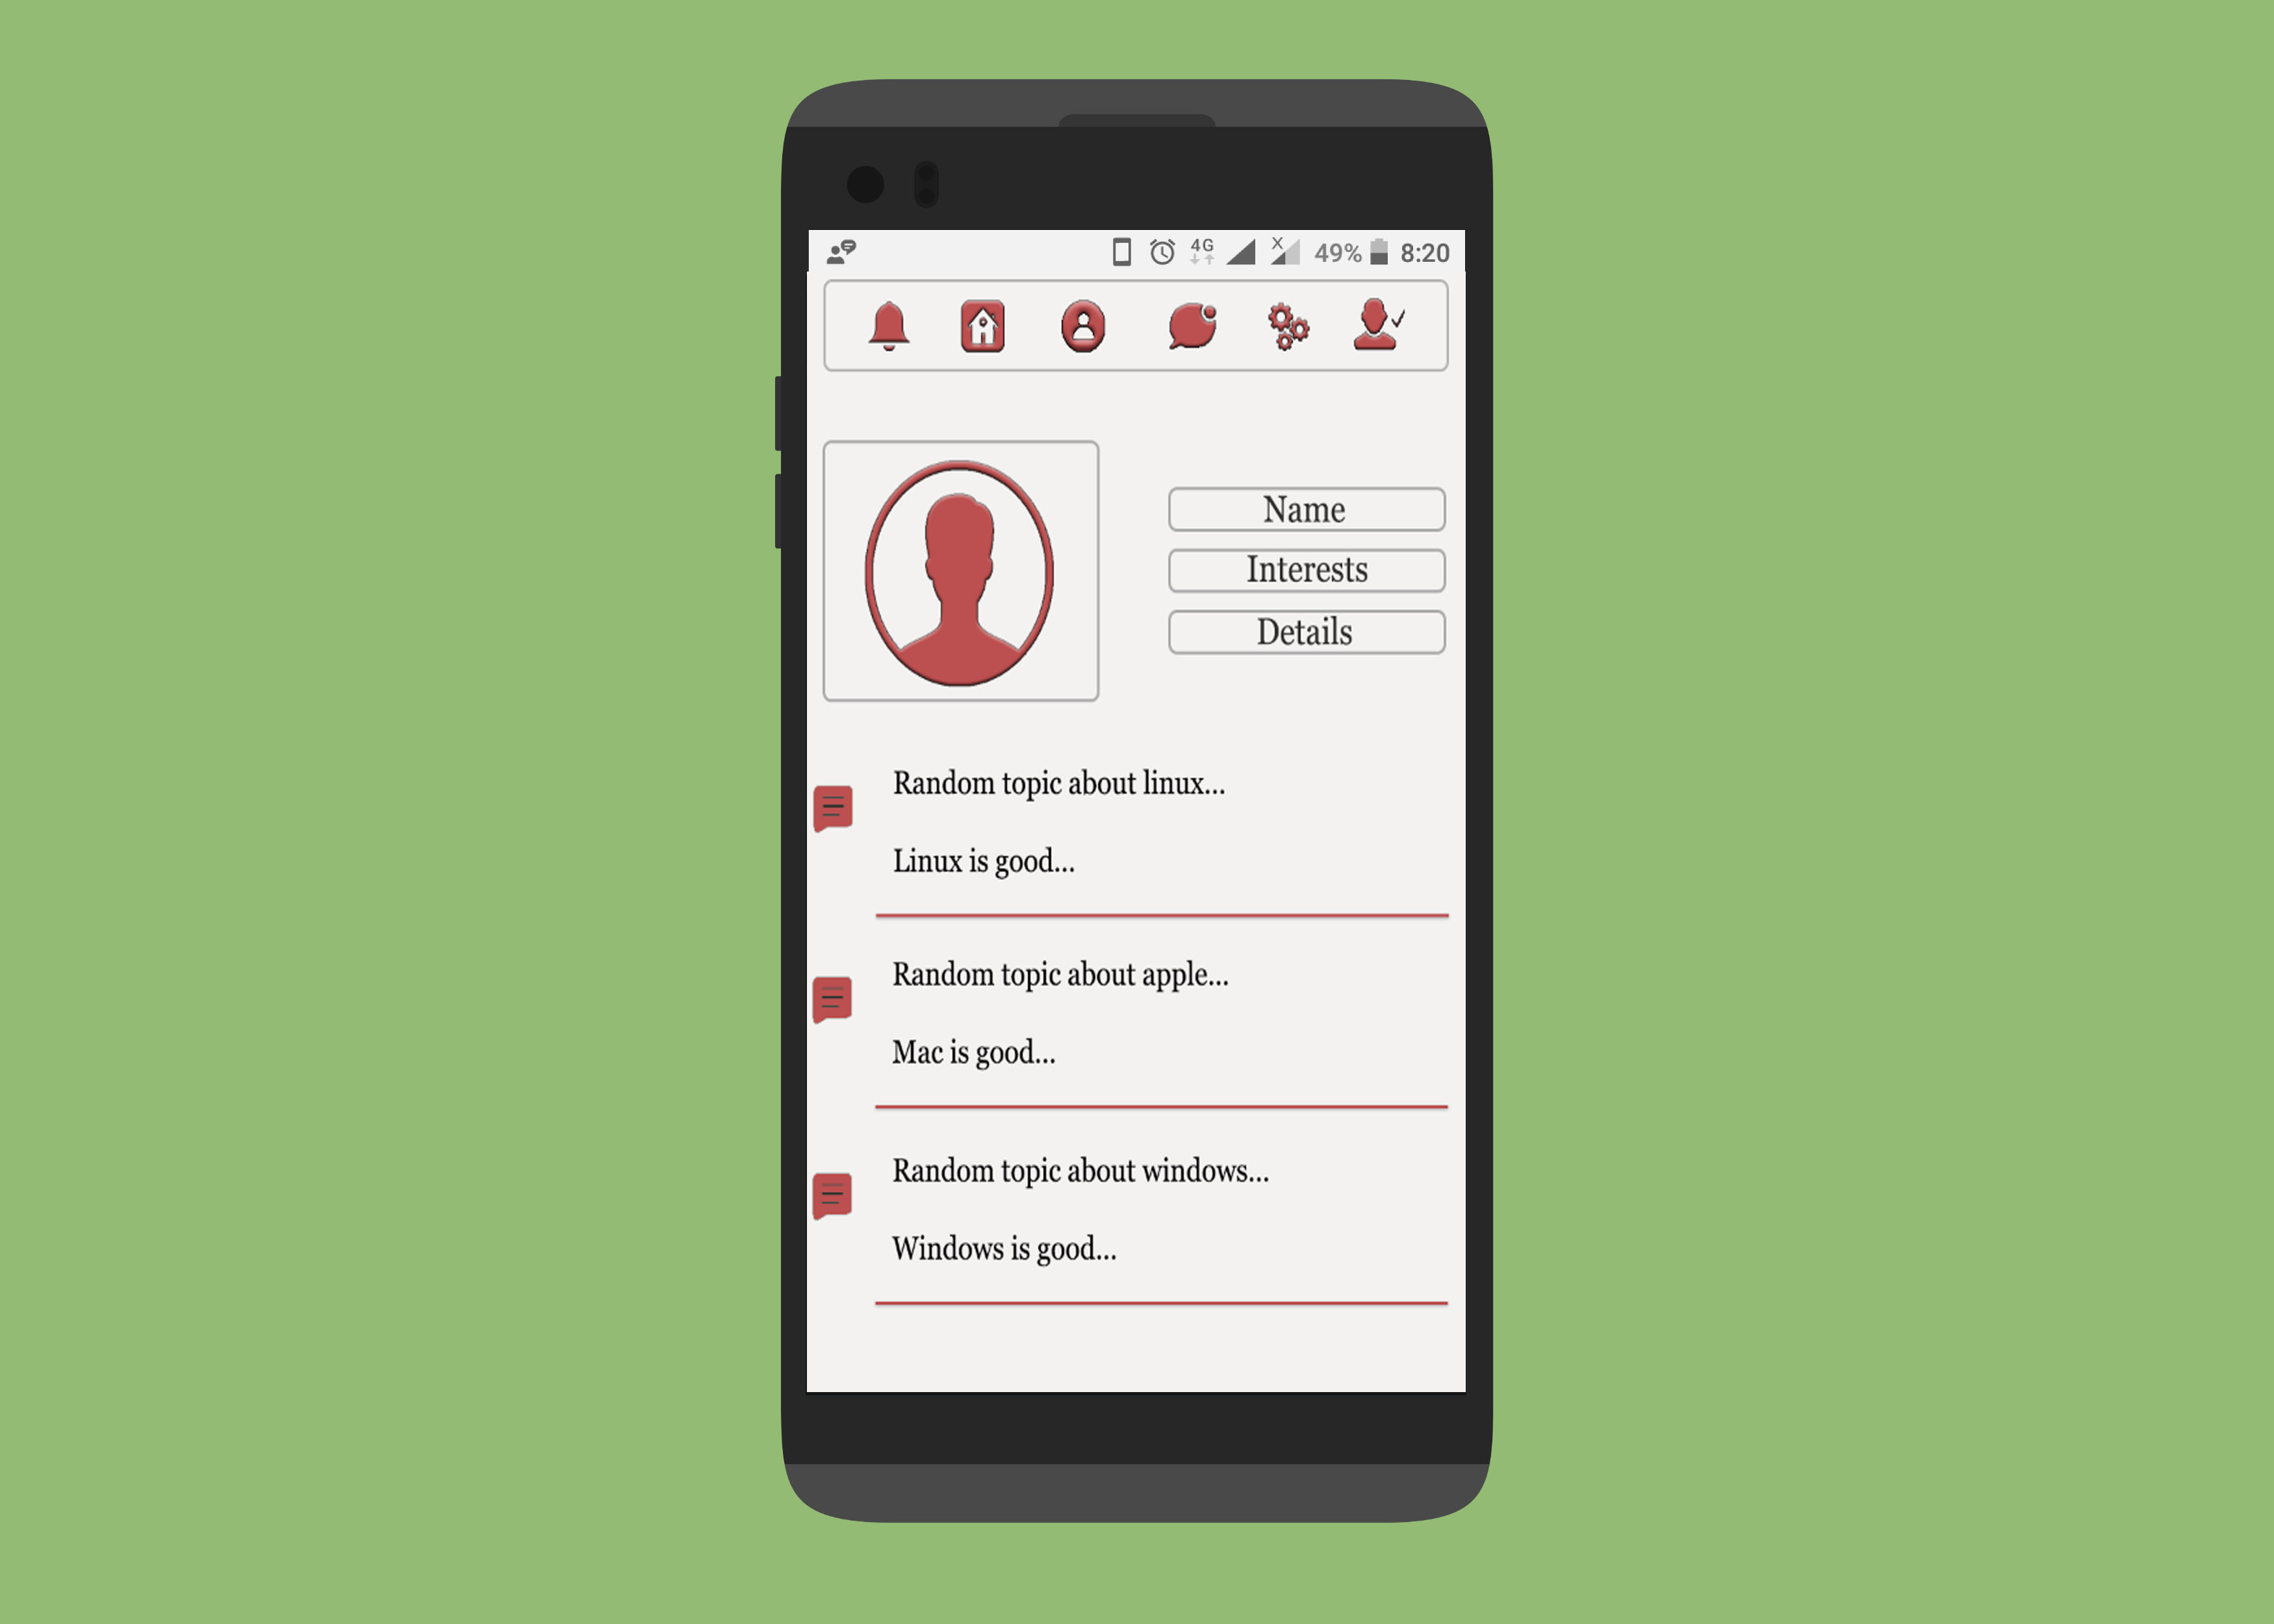 4G X 49% 8:20
Name
Interests
Details
Random topic about linux...
Linux is good...
Random topic about apple...
Mac is good...
Random topic about windows...
Windows is good...